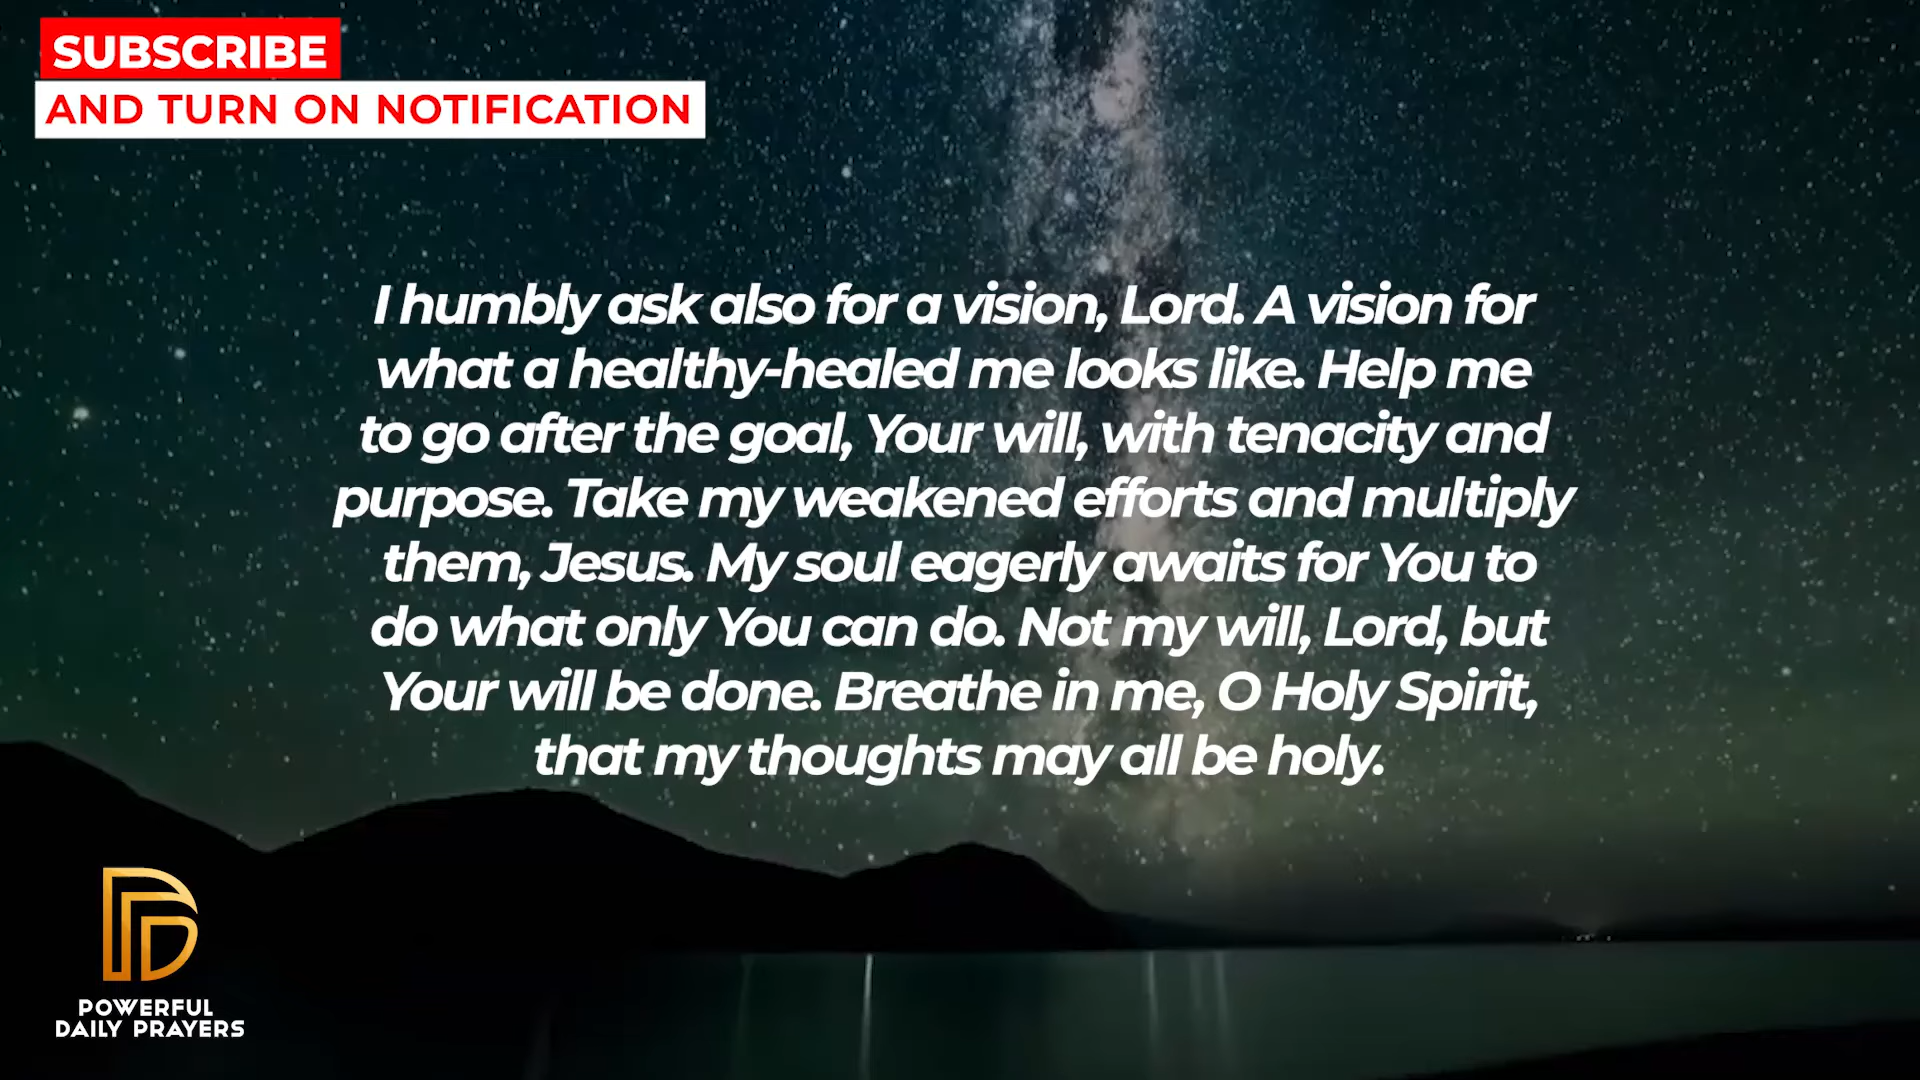 SUBSCRIBE
AND TURN ON NOTIFICATION
I humbly ask also for a vision, Lord. A vision for
what a healthy-healed me looks like. Help me
to go after the goal, Your will, with tenacity and
purpose. Take my weakened efforts and multiply
them, Jesus. My soul eagerly awaits for You to
do what only You can do. Not my will, Lord, but
Your will be done. Breathe in me, O Holy Spirit,
that my thoughts may all be holy.
POWERFUL
DAILY PRAYERS